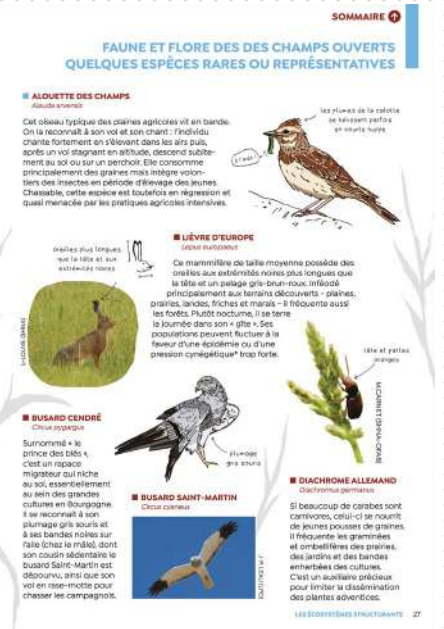 SOMMAIRE
FAUNE ET FLORE DES DES CHAMPS OUVERTS
QUELQUES ESPÈCES RARES OU REPRÉSENTATIVES
ALOUETTE DES CHAMPS
Alauda arvensis
Cet oiseau typique des plaines agricoles vit en bande.
On la reconnaît à son vol et son chant : l'individu
chante fortement en s'élevant dans les airs puis,
après un vol stagnant en altitude, descend subite-
ment au sol ou sur un perchoir. Elle consomme
principalement des graines mais intègre volon-
tiers des insectes en période d'élevage des jeunes.
Chassable, cette espèce est toutefois en régression et
quasi menacée par les pratiques agricoles intensives.
les plumes de la calotte
se hérissent parfois
en courte huppe
LIÈVRE D'EUROPE
Lepus europaeus
oreilles plus longues
que la tête et aux
extrémités noires
Ce mammifère de taille moyenne possède des
oreilles aux extrémités noires plus longues que
la tête et un pelage gris-brun-roux. Inféodé
principalement aux terrains découverts - plaines,
prairies, landes, friches et marais - il fréquente aussi
les forêts. Plutôt nocturne, il se terre
la journée dans son « gîte ». Ses
populations peuvent fluctuer à la
faveur d'une épidémie ou d'une
pression cynégétique* trop forte.
tête et pattes
oranges
BUSARD CENDRÉ
Circus pygargus
Surnommé « le
prince des blés »,
c'est un rapace
migrateur qui niche
au sol, essentiellement
au sein des grandes
cultures en Bourgogne.
Il se reconnaît à son
plumage gris souris et
à ses bandes noires sur
l'aile (chez le mâle), dont
son cousin sédentaire le
busard Saint-Martin est
dépourvu, ainsi que son
vol en rase-motte pour
chasser les campagnols.
plumage
gris souris
BUSARD SAINT-MARTIN
Circus cyaneus
DIACHROME ALLEMAND
Diachromus germanus
Si beaucoup de carabes sont
carnivores, celui-ci se nourrit
de jeunes pousses de graines.
Il fréquente les graminées
et ombellifères des prairies,
des jardins et des bandes
enherbées des cultures.
C'est un auxiliaire précieux
pour limiter la dissémination
des plantes adventices.
LES ÉCOSYSTÈMES STRUCTURANTS 27